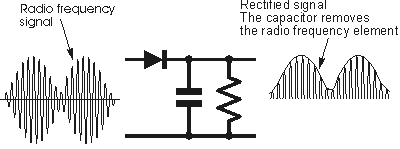 Radio frequency
signal
Rectified signal
The capacitor removes
the radio frequency element